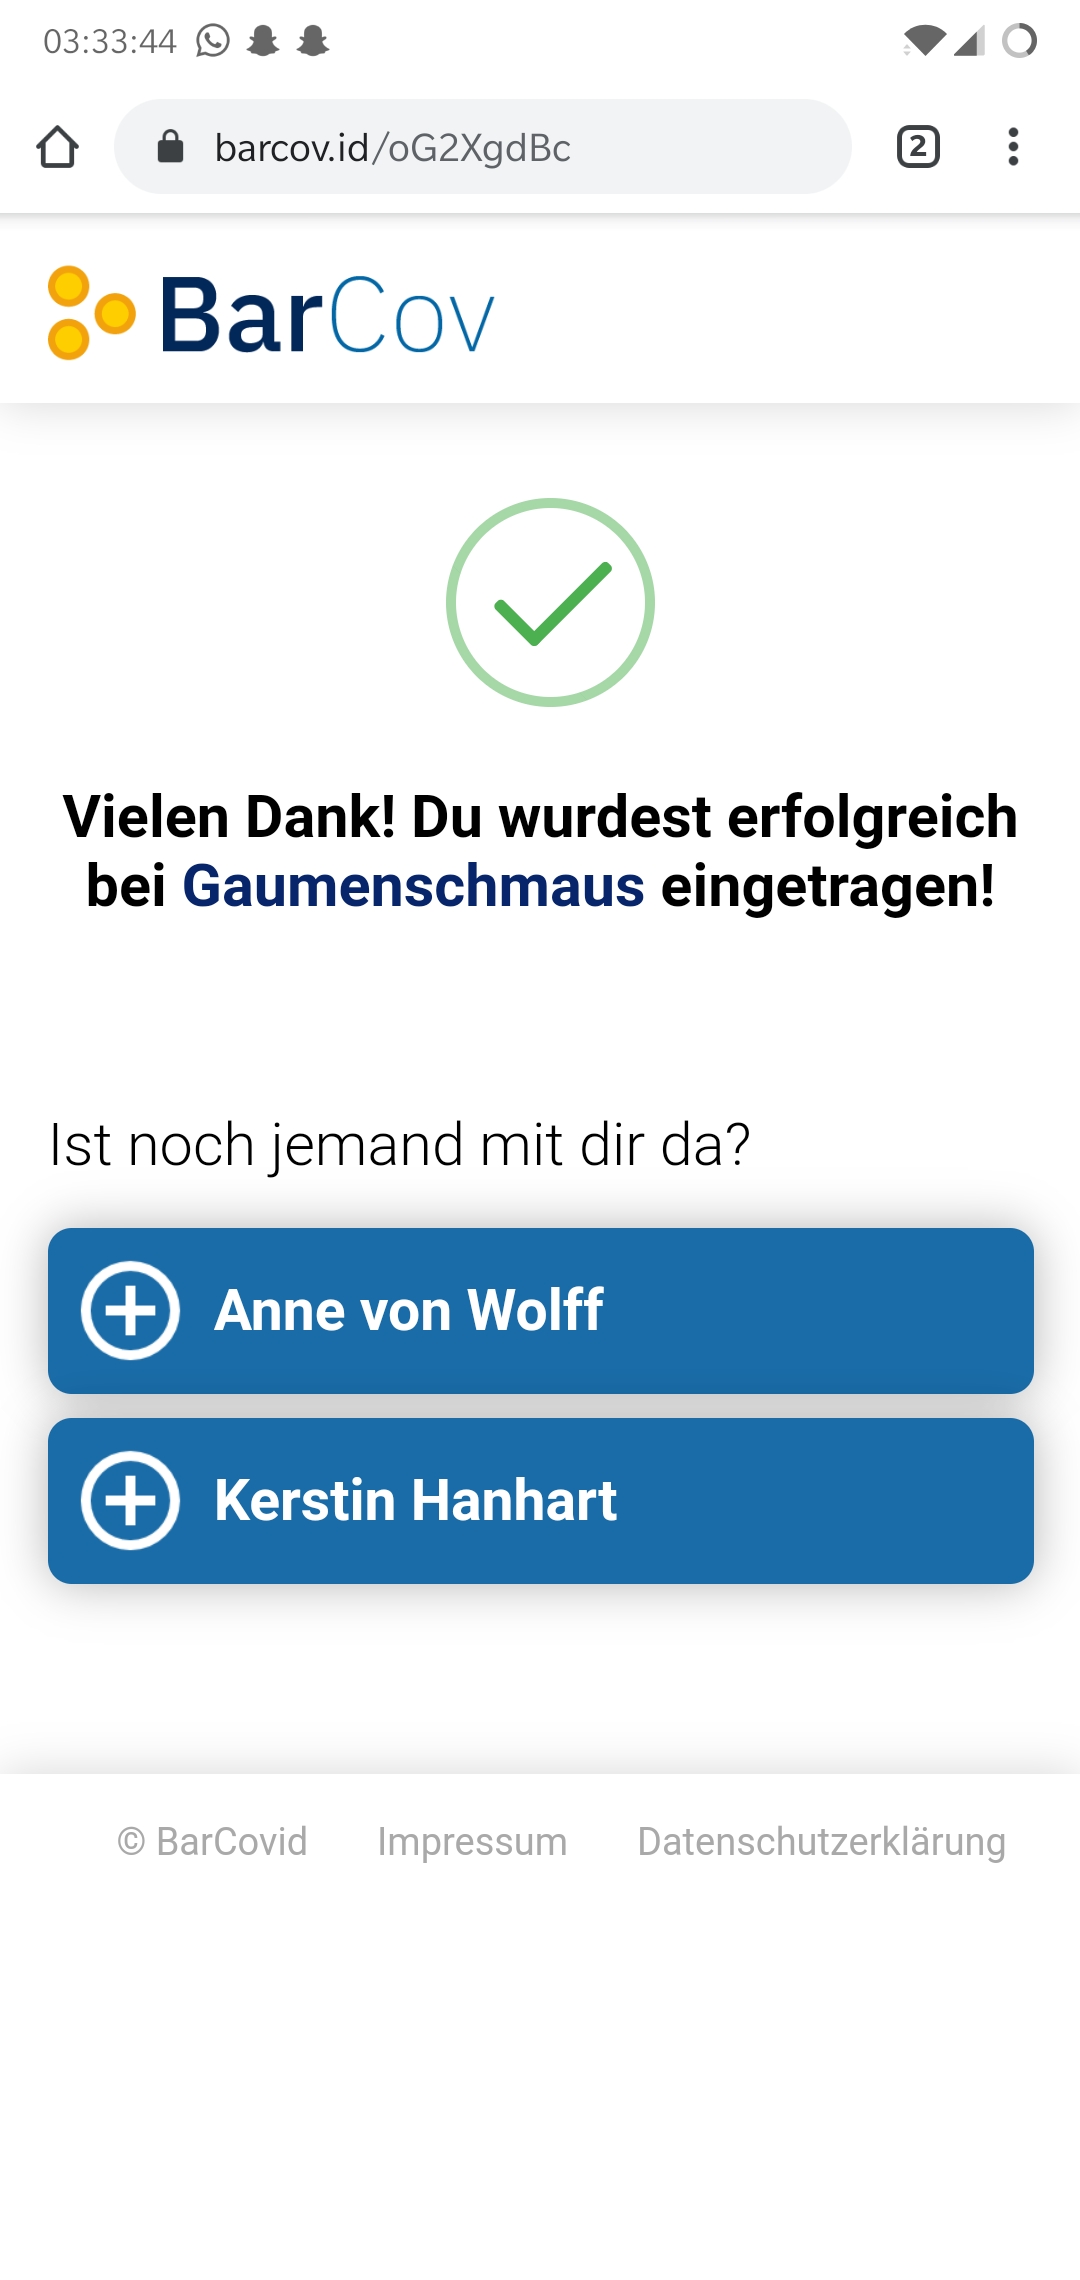 03:33:44
barcov.id/oG2XgdBc
2
BarCov
Vielen Dank! Du wurdest erfolgreich
bei Gaumenschmaus eingetragen!
Ist noch jemand mit dir da?
Anne von Wolff
Kerstin Hanhart
© BarCovid Impressum Datenschutzerklärung